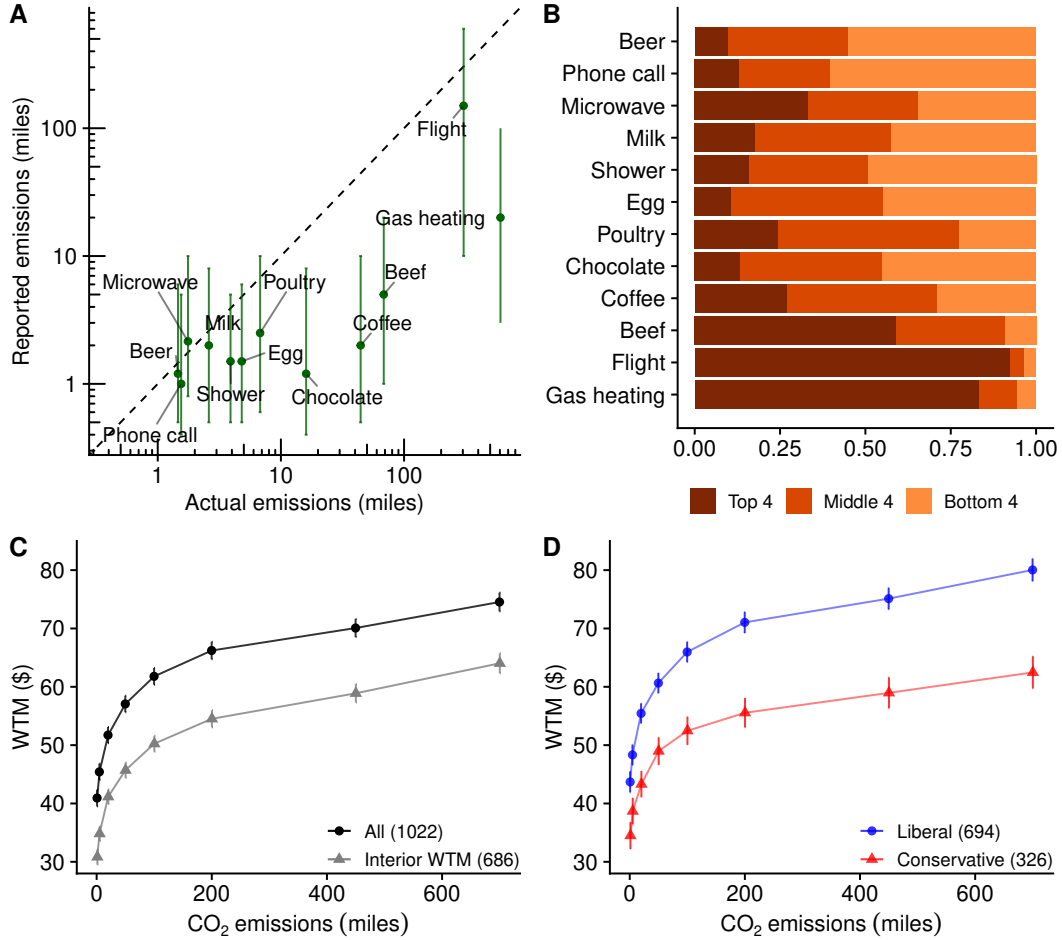 A
Reported emissions (miles)
100
10
1
Flight
Gas heating
Beef
Microwave
Poultry
Milk
Coffee
Beer
Egg
Shower
Chocolate
Phone call
1
10
100
Actual emissions (miles)
B
Beer
Phone call
Microwave
Milk
Shower
Egg
Poultry
Chocolate
Coffee
Beef
Flight
Gas heating
0.00
0.25
0.50
0.75
1.00
Top 4
Middle 4
Bottom 4
C
WTM ($)
80
70
60
50
40
30
All (1022)
Interior WTM (686)
0
200
400
600
CO₂ emissions (miles)
D
WTM ($)
80
70
60
50
40
30
Liberal (694)
Conservative (326)
0
200
400
600
CO₂ emissions (miles)